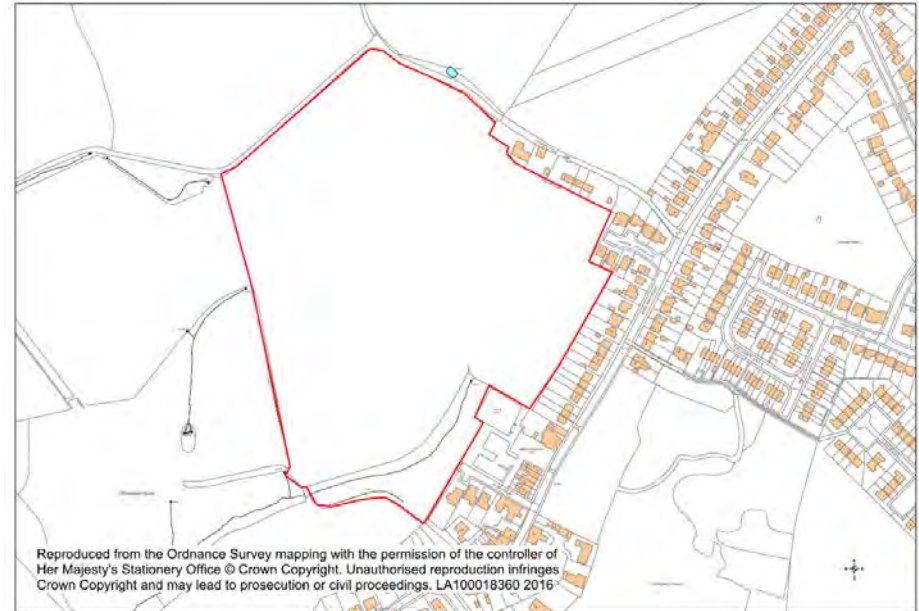 Reproduced from the Ordnance Survey mapping with the permission of the controller of
Her Majesty's Stationery Office © Crown Copyright. Unauthorised reproduction infringes
Crown Copyright and may lead to prosecution or civil proceedings. LA100018360 2016